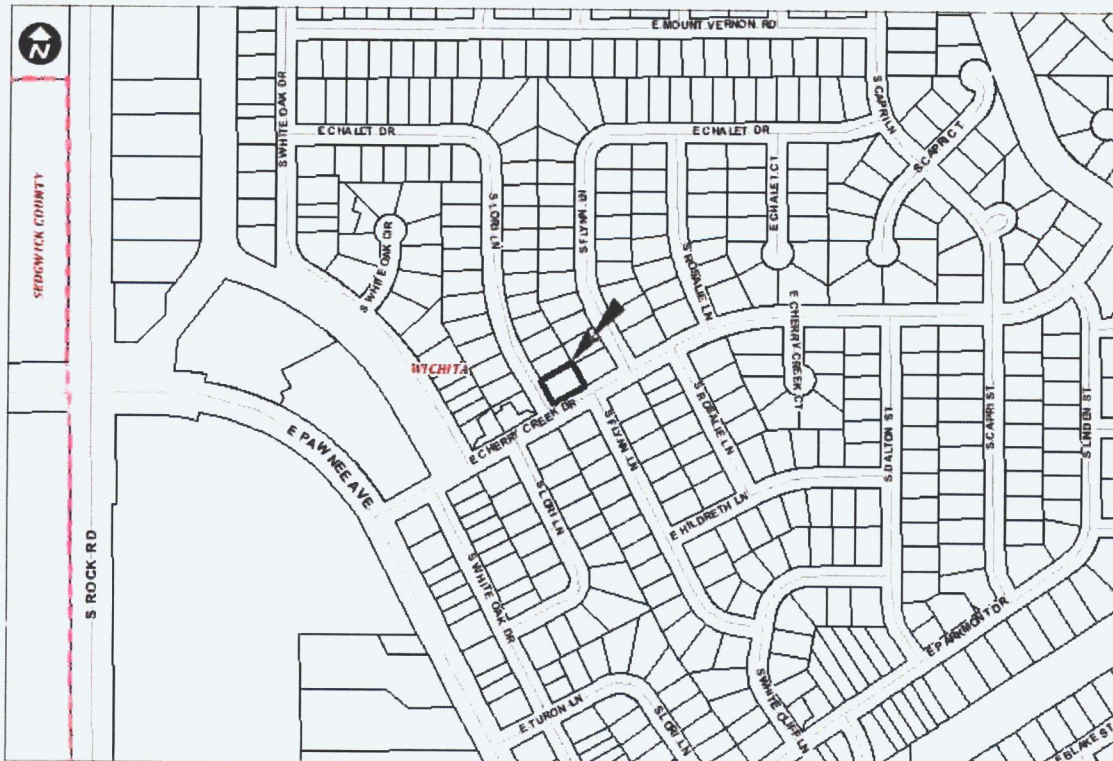 E MOUNT VERNON RD
N
S WHITE OAK DR
S CAPRI LN
E CHALET DR
E CHALET DR
S CAPRI CT
SEDGWICK COUNTY
E CHALET CT
S LORI LN
S FLYNN LN
S WHITE OAK DR
S ROSALIE LN
E CHERRY CREEK CT
WICHITA
E CHERRY CREEK DR
S ROSALIE LN
S FLYNN LN
S DALTON ST
S CAPRI ST
S LINDEN ST
E PAWNEE AVE
S LORI LN
E HILDRETH LN
S ROCK RD
S WHITE OAK DR
E PARKMONT DR
S WHITE CLIFF LN
E TURON LN
S LORI LN
E BLAKE ST